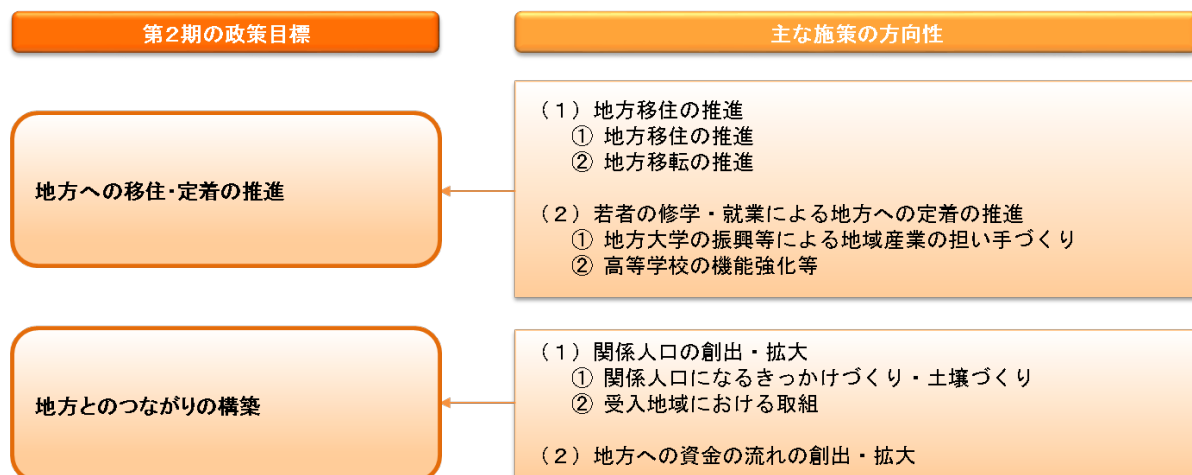 第2期の政策目標
主な施策の方向性
地方への移住・定着の推進
（１）地方移住の推進
① 地方移住の推進
② 地方移転の推進
（２）若者の修学・就業による地方への定着の推進
① 地方大学の振興等による地域産業の担い手づくり
② 高等学校の機能強化等
地方とのつながりの構築
（１）関係人口の創出・拡大
① 関係人口になるきっかけづくり・土壌づくり
② 受入地域における取組
（２）地方への資金の流れの創出・拡大